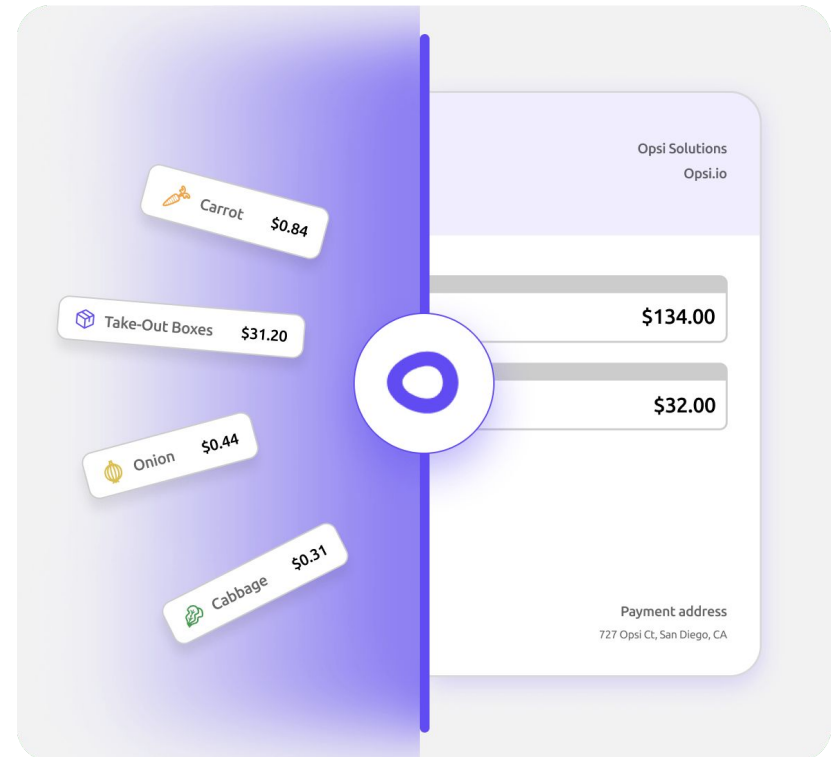 Carrot $0.84
Take-Out Boxes $31.20
Onion $0.44
Cabbage $0.31
Opsi Solutions
Opsi.io
$134.00
$32.00
Payment address
727 Opsi Ct, San Diego, CA